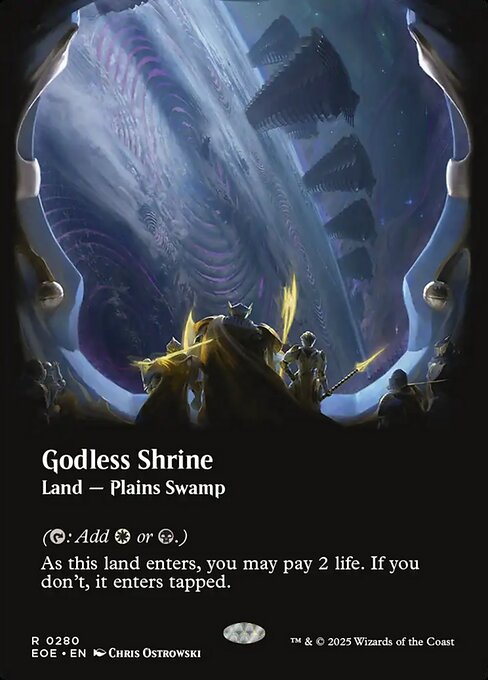 Godless Shrine
Land — Plains Swamp
(: Add or .)
As this land enters, you may pay 2 life. If you
don't, it enters tapped.
R 0280
EOE • EN Chris Ostrowski
™ & © 2025 Wizards of the Coast